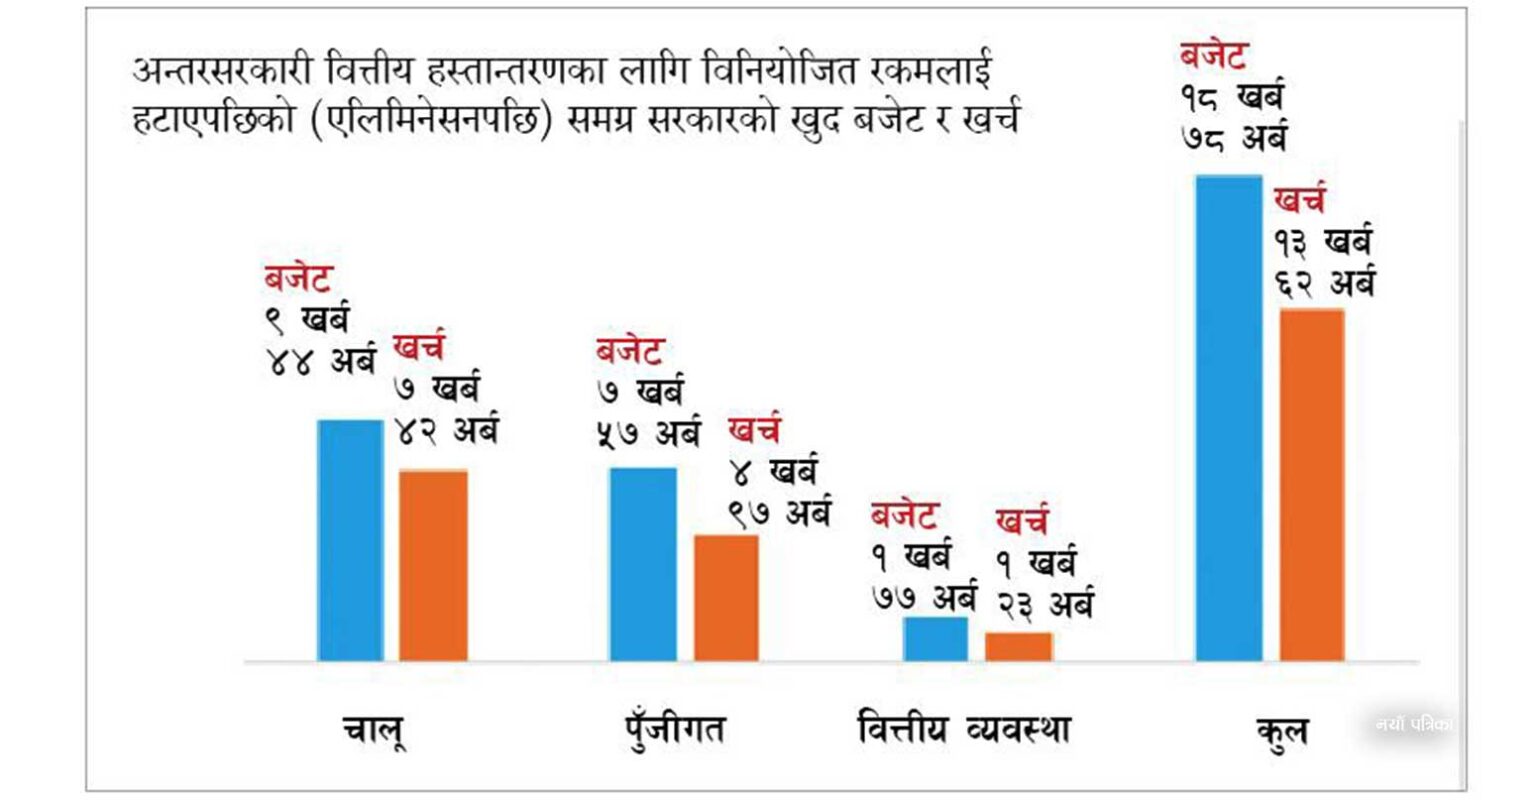 अन्तरसरकारी वित्तीय हस्तान्तरणका लागि विनियोजित रकमलाई
हटाएपछिको (एलिमिनेसनपछि) समग्र सरकारको खुद बजेट र खर्च
बजेट
९ खर्ब
४४ अर्ब
खर्च
७ खर्ब
४२ अर्ब
बजेट
७ खर्ब
५७ अर्ब
खर्च
४ खर्ब
९७ अर्ब
बजेट
१ खर्ब
७७ अर्ब
खर्च
१ खर्ब
२३ अर्ब
बजेट
१८ खर्ब
७८ अर्ब
खर्च
१३ खर्ब
६२ अर्ब
चालू
पुँजीगत
वित्तीय व्यवस्था
कुल
नयाँ पत्रिका